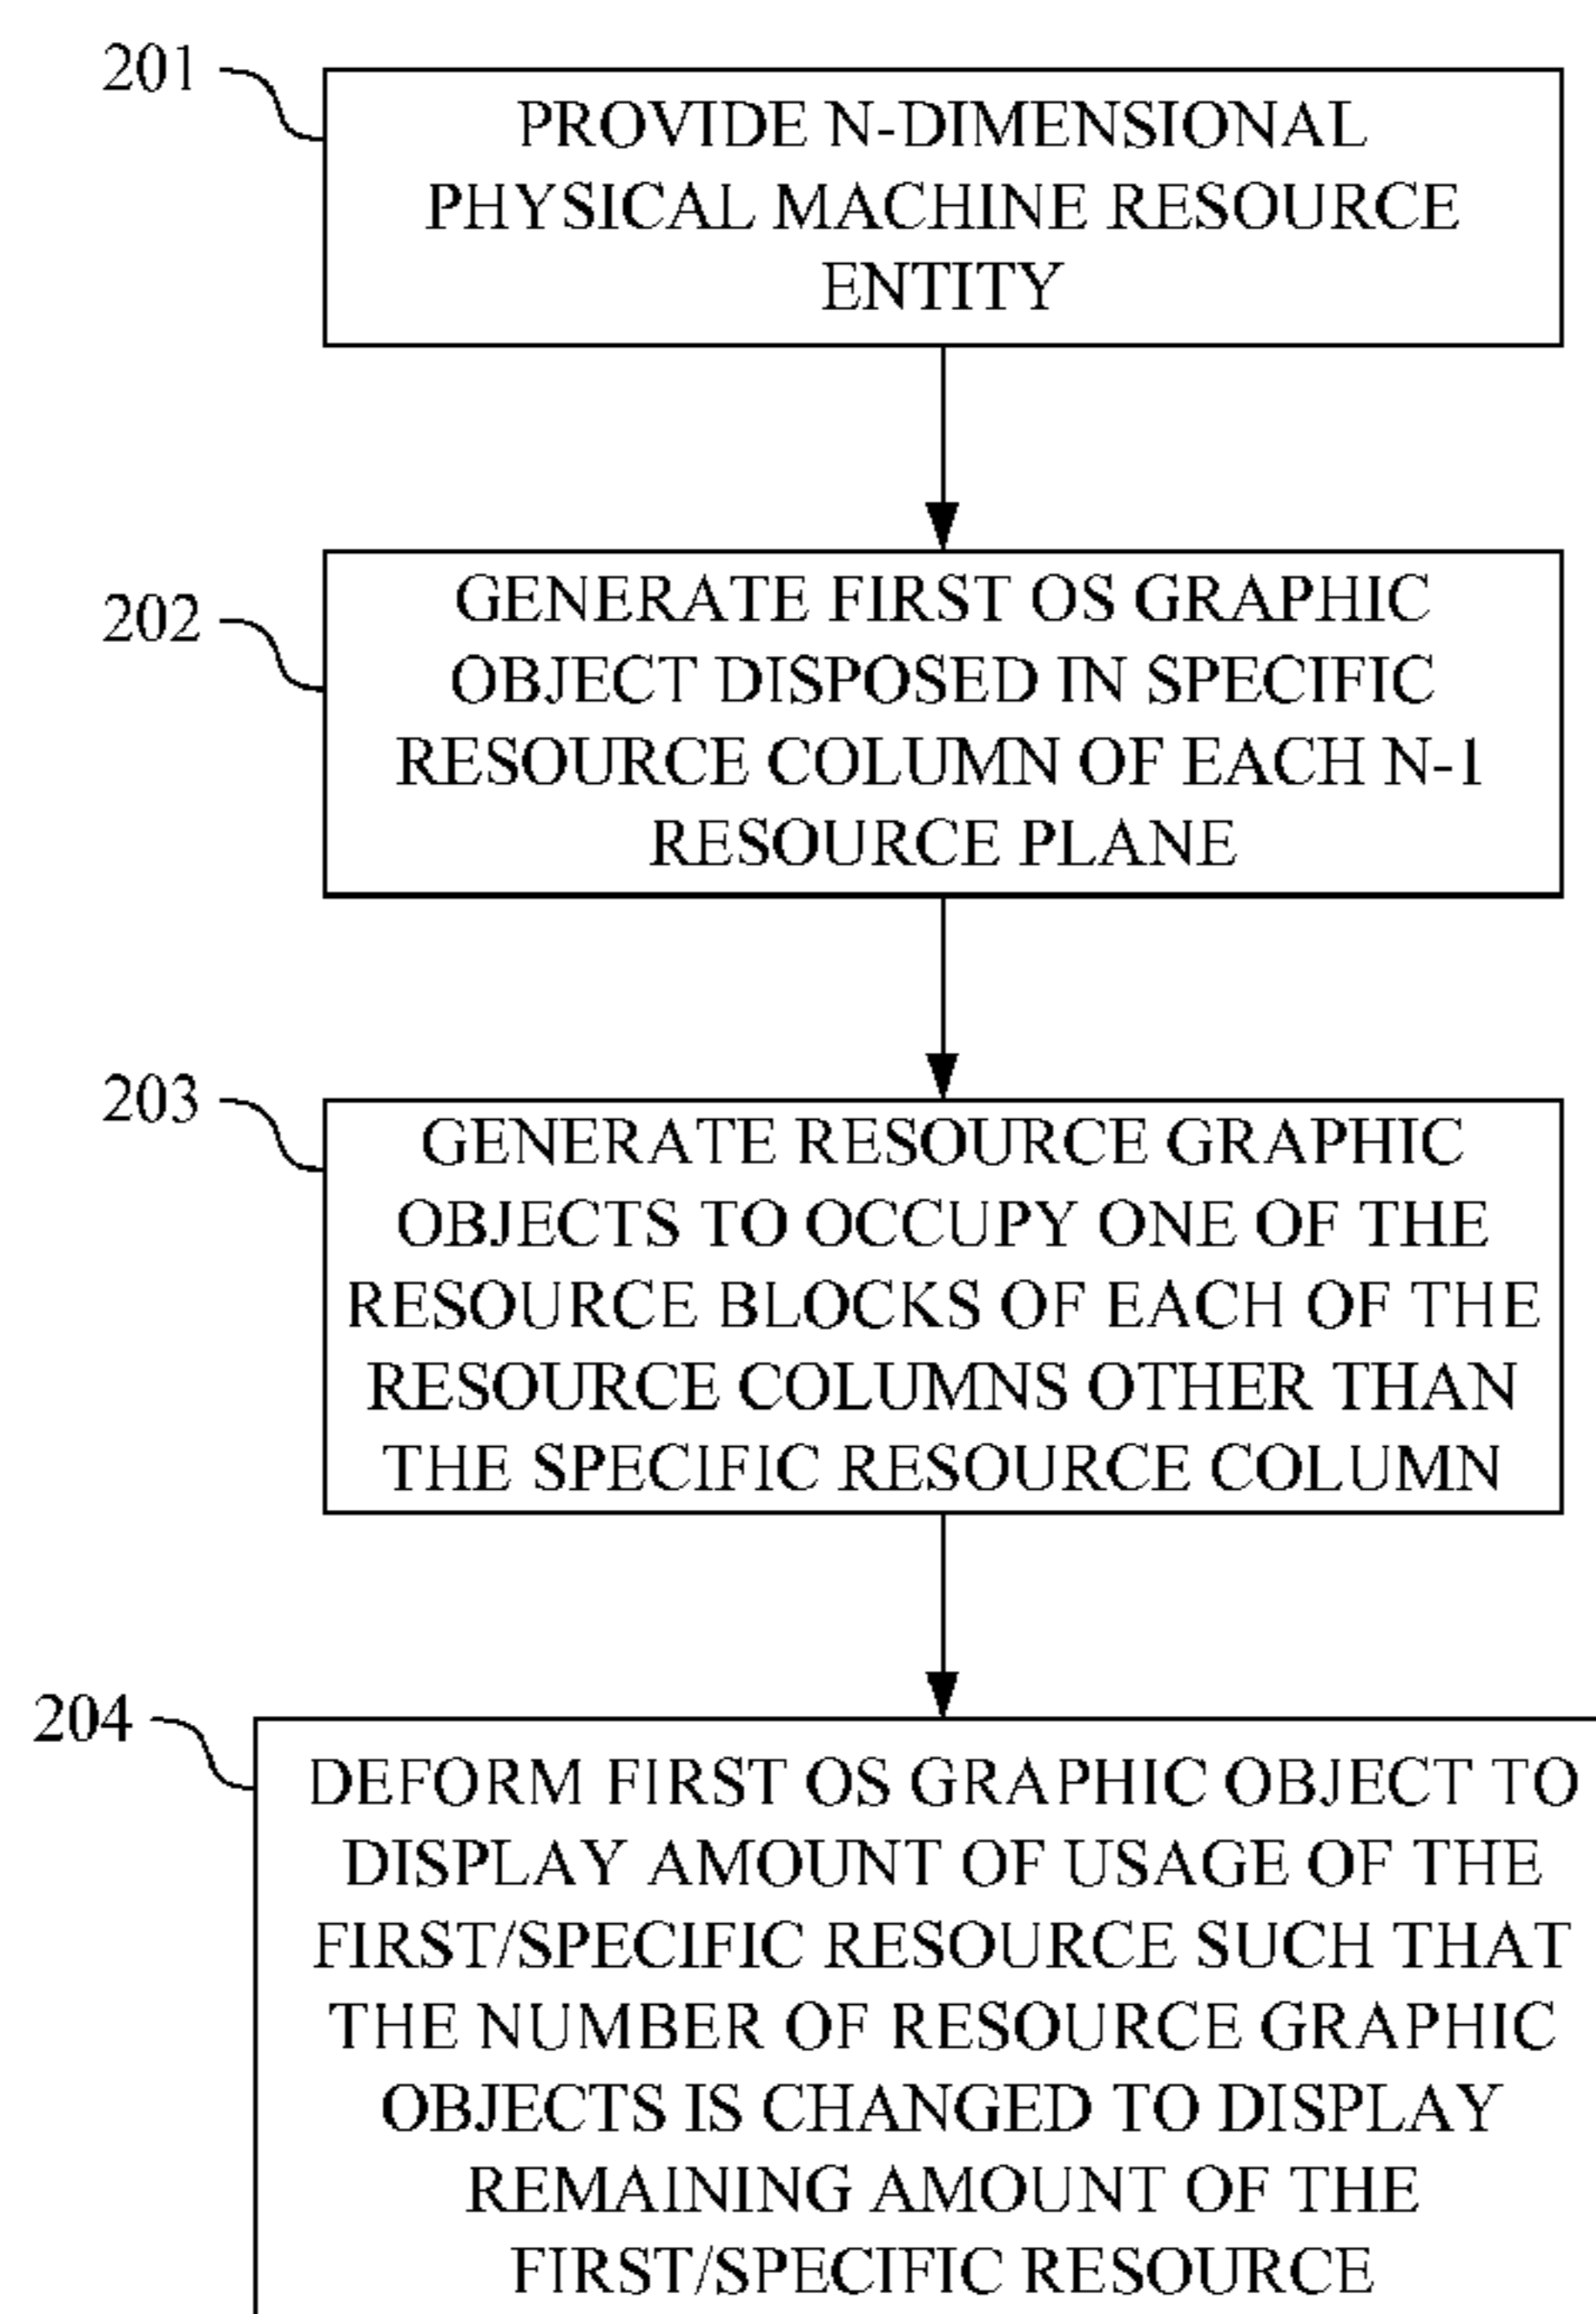 201
PROVIDE N-DIMENSIONAL
PHYSICAL MACHINE RESOURCE
ENTITY
202
GENERATE FIRST OS GRAPHIC
OBJECT DISPOSED IN SPECIFIC
RESOURCE COLUMN OF EACH N-1
RESOURCE PLANE
203
GENERATE RESOURCE GRAPHIC
OBJECTS TO OCCUPY ONE OF THE
RESOURCE BLOCKS OF EACH OF THE
RESOURCE COLUMNS OTHER THAN
THE SPECIFIC RESOURCE COLUMN
204
DEFORM FIRST OS GRAPHIC OBJECT TO
DISPLAY AMOUNT OF USAGE OF THE
FIRST/SPECIFIC RESOURCE SUCH THAT
THE NUMBER OF RESOURCE GRAPHIC
OBJECTS IS CHANGED TO DISPLAY
REMAINING AMOUNT OF THE
FIRST/SPECIFIC RESOURCE